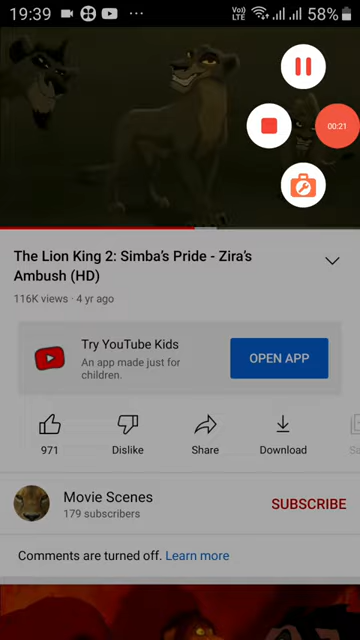 19:39 ... Vo) LTE 58%
00:21
The Lion King 2: Simba's Pride - Zira's
Ambush (HD)
116K views · 4 yr ago
Try YouTube Kids
An app made just for
children.
OPEN APP
971 Dislike Share Download
Movie Scenes
179 subscribers
SUBSCRIBE
Comments are turned off. Learn more